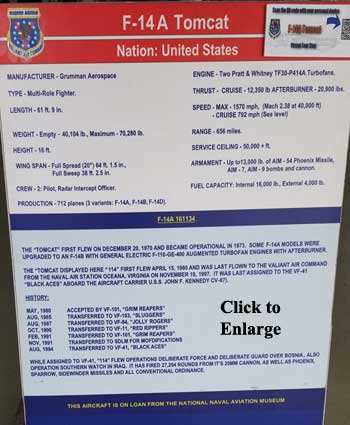 F-14A Tomcat
Nation: United States
MANUFACTURER - Grumman Aerospace
TYPE - Multi-Role Fighter.
LENGTH - 61 ft. 9 in.
WEIGHT - Empty - 40,104 lb., Maximum - 70,280 lb.
HEIGHT - 16 ft.
WING SPAN - Full Spread (20°) 64 ft. 1.5 in.,
Full Sweep 38 ft. 2.5 in.
CREW - 2: Pilot, Radar Intercept Officer.
PRODUCTION - 712 planes (3 variants: F-14A, F-14B, F-14D).
ENGINE - Two Pratt & Whitney TF30-P414A Turbofans.
THRUST - CRUISE - 12,350 lb AFTERBURNER - 20,900 lbs.
SPEED - MAX - 1570 mph, (Mach 2.38 at 40,000 ft)
- CRUISE 792 mph (Sea level)
RANGE - 656 miles.
SERVICE CEILING - 50,000 + ft.
ARMAMENT - Up to13,000 lb. of AIM - 54 Phoenix Missile,
AIM - 7, AIM - 9 bombs and cannon.
FUEL CAPACITY: Internal 16,000 lb., External 4,000 lb.
F-14A 161134
THE "TOMCAT" FIRST FLEW ON DECEMBER 20, 1970 AND BECAME OPERATIONAL IN 1973. SOME F-14A MODELS WERE
UPGRADED TO AN F-14B WITH GENERAL ELECTRIC F-110-GE-400 AUGMENTED TURBOFAN ENGINES WITH AFTERBURNER.
THE "TOMCAT DISPLAYED HERE "114" FIRST FLEW APRIL 13, 1980 AND WAS LAST FLOWN TO THE VALIANT AIR COMMAND
FROM THE NAVAL AIR STATION OCEANA, VIRGINIA ON NOVEMBER 19, 1997. IT WAS LAST ASSIGNED TO THE VF-41
"BLACK ACES" ABOARD THE AIRCRAFT CARRIER U.S.S. JOHN F. KENNEDY CV-67).
HISTORY:
MAY, 1980 ACCEPTED BY VF-101, "GRIM REAPERS"
AUG, 1985 TRANSFERRED TO VF-103, "SLUGGERS"
AUG, 1987 TRANSFERRED TO VF-84, "JOLLY ROGERS"
OCT, 1986 TRANSFERRED TO VF-11, "RED RIPPERS"
FEB, 1991 TRANSFERRED TO VF-101, "GRIM REAPERS"
NOV, 1991 TRANSFERRED TO SDLM FOR MCOFICATIONS
AUG, 1994 TRANSFERRED TO VF-41, "BLACK ACES"
Click to
Enlarge
WHILE ASSIGNED TO VF-41, "114" FLEW OPERATIONS DELIBERATE FORCE AND DELIBERATE GUARD OVER BOSNIA, ALSO
OPERATION SOUTHERN WATCH IN IRAQ. IT HAS FIRED 27,204 ROUNDS FROM IT'S 20MM CANNON, AS WELL AS PHOENIX,
SPARROW, SIDEWINDER MISSLES AND ALL CONVENTIONAL ORDINANCE.
THIS AIRCRAFT IS ON LOAN FROM THE NATIONAL NAVAL AVIATION MUSEUM